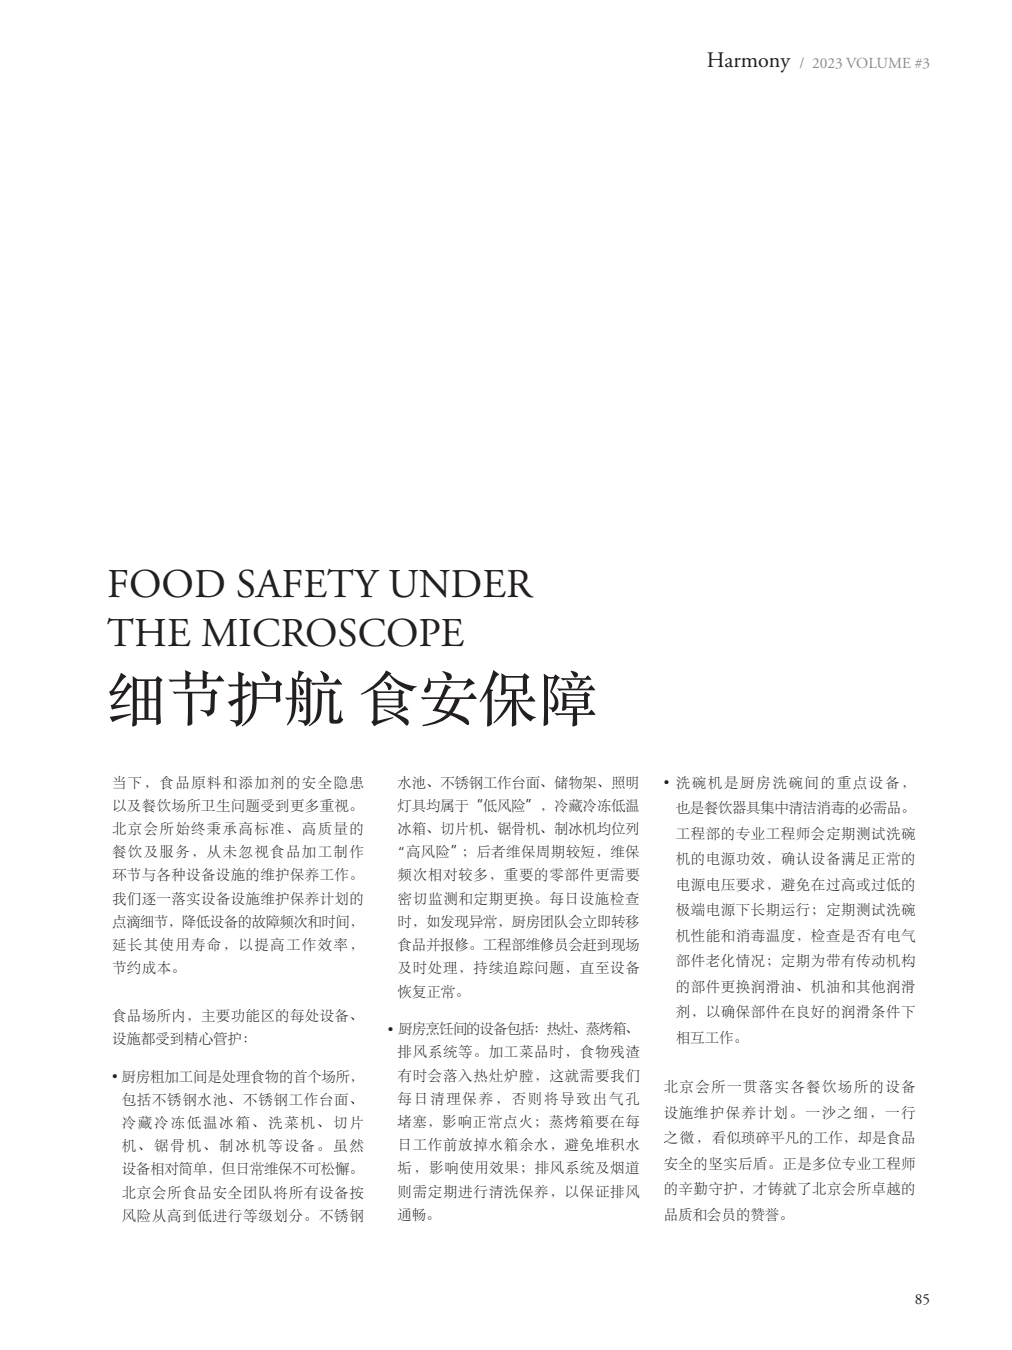 Harmony / 2023 VOLUME #3
FOOD SAFETY UNDER
THE MICROSCOPE
细节护航 食安保障
当下，食品原料和添加剂的安全隐患
以及餐饮场所卫生问题受到更多重视。
北京会所始终秉承高标准、高质量的
餐饮及服务，从未忽视食品加工制作
环节与各种设备设施的维护保养工作。
我们逐一落实设备设施维护保养计划的
点滴细节，降低设备的故障频次和时间，
延长其使用寿命，以提高工作效率，
节约成本。
食品场所内，主要功能区的每处设备、
设施都受到精心管护：
• 厨房粗加工间是处理食物的首个场所，
包括不锈钢水池、不锈钢工作台面、
冷藏冷冻低温冰箱、洗菜机、切片
机、锯骨机、制冰机等设备。虽然
设备相对简单，但日常维保不可松懈。
北京会所食品安全团队将所有设备按
风险从高到低进行等级划分。不锈钢
水池、不锈钢工作台面、储物架、照明
灯具均属于“低风险”，冷藏冷冻低温
冰箱、切片机、锯骨机、制冰机均位列
“高风险”；后者维保周期较短，维保
频次相对较多，重要的零部件更需要
密切监测和定期更换。每日设施检查
时，如发现异常，厨房团队会立即转移
食品并报修。工程部维修员会赶到现场
及时处理，持续追踪问题，直至设备
恢复正常。
• 厨房烹饪间的设备包括：热灶、蒸烤箱、
排风系统等。加工菜品时，食物残渣
有时会落入热灶炉膛，这就需要我们
每日清理保养，否则将导致出气孔
堵塞，影响正常点火；蒸烤箱要在每
日工作前放掉水箱余水，避免堆积水
垢，影响使用效果；排风系统及烟道
则需定期进行清洗保养，以保证排风
通畅。
• 洗碗机是厨房洗碗间的重点设备，
也是餐饮器具集中清洁消毒的必需品。
工程部的专业工程师会定期测试洗碗
机的电源功效，确认设备满足正常的
电源电压要求，避免在过高或过低的
极端电源下长期运行；定期测试洗碗
机性能和消毒温度，检查是否有电气
部件老化情况；定期为带有传动机构
的部件更换润滑油、机油和其他润滑
剂，以确保部件在良好的润滑条件下
相互工作。
北京会所一贯落实各餐饮场所的设备
设施维护保养计划。一沙之细，一行
之微，看似琐碎平凡的工作，却是食品
安全的坚实后盾。正是多位专业工程师
的辛勤守护，才铸就了北京会所卓越的
品质和会员的赞誉。
85